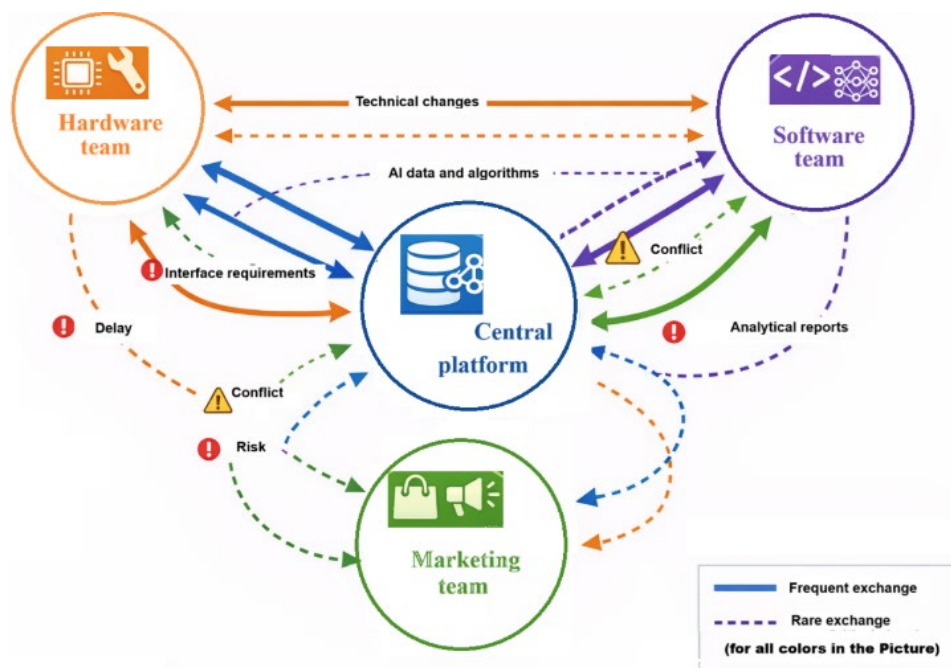 </>
Hardware
team
Technical changes
Software
team
AI data and algorithms
Conflict
Interface requirements
Central
platform
Delay
Analytical reports
Conflict
Risk
Marketing
team
Frequent exchange
Rare exchange
(for all colors in the Picture)